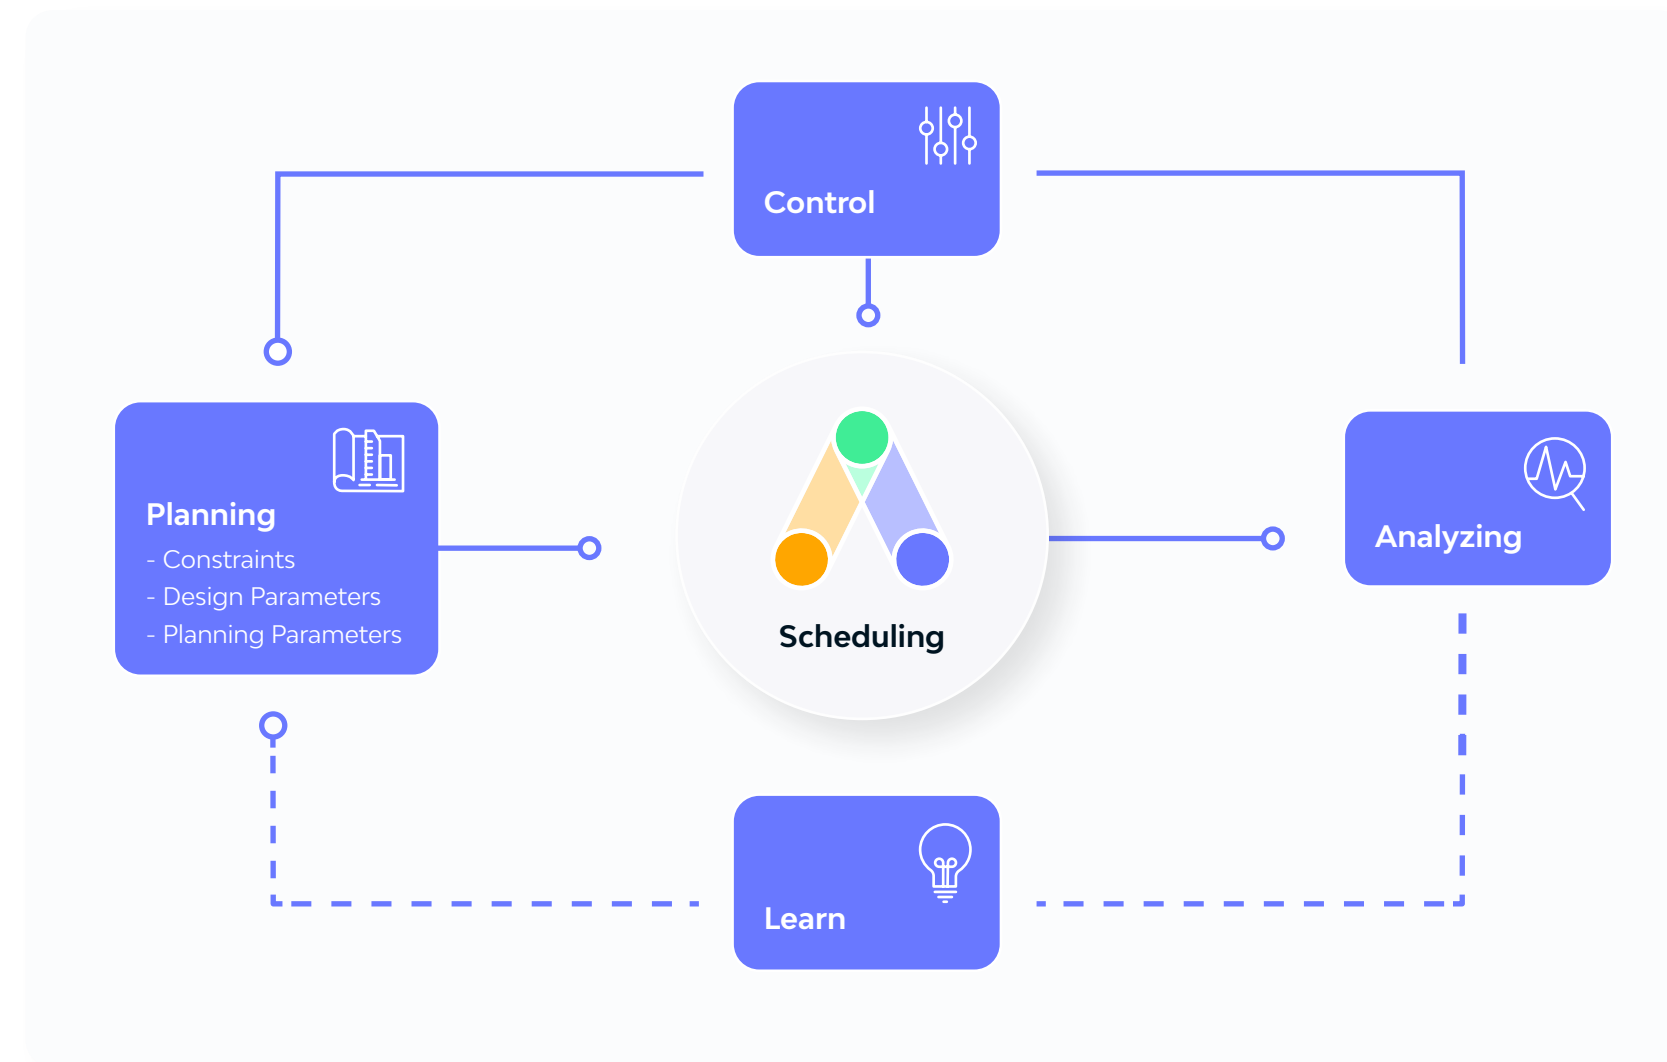 Control
Planning
- Constraints
- Design Parameters
- Planning Parameters
Scheduling
Analyzing
Learn